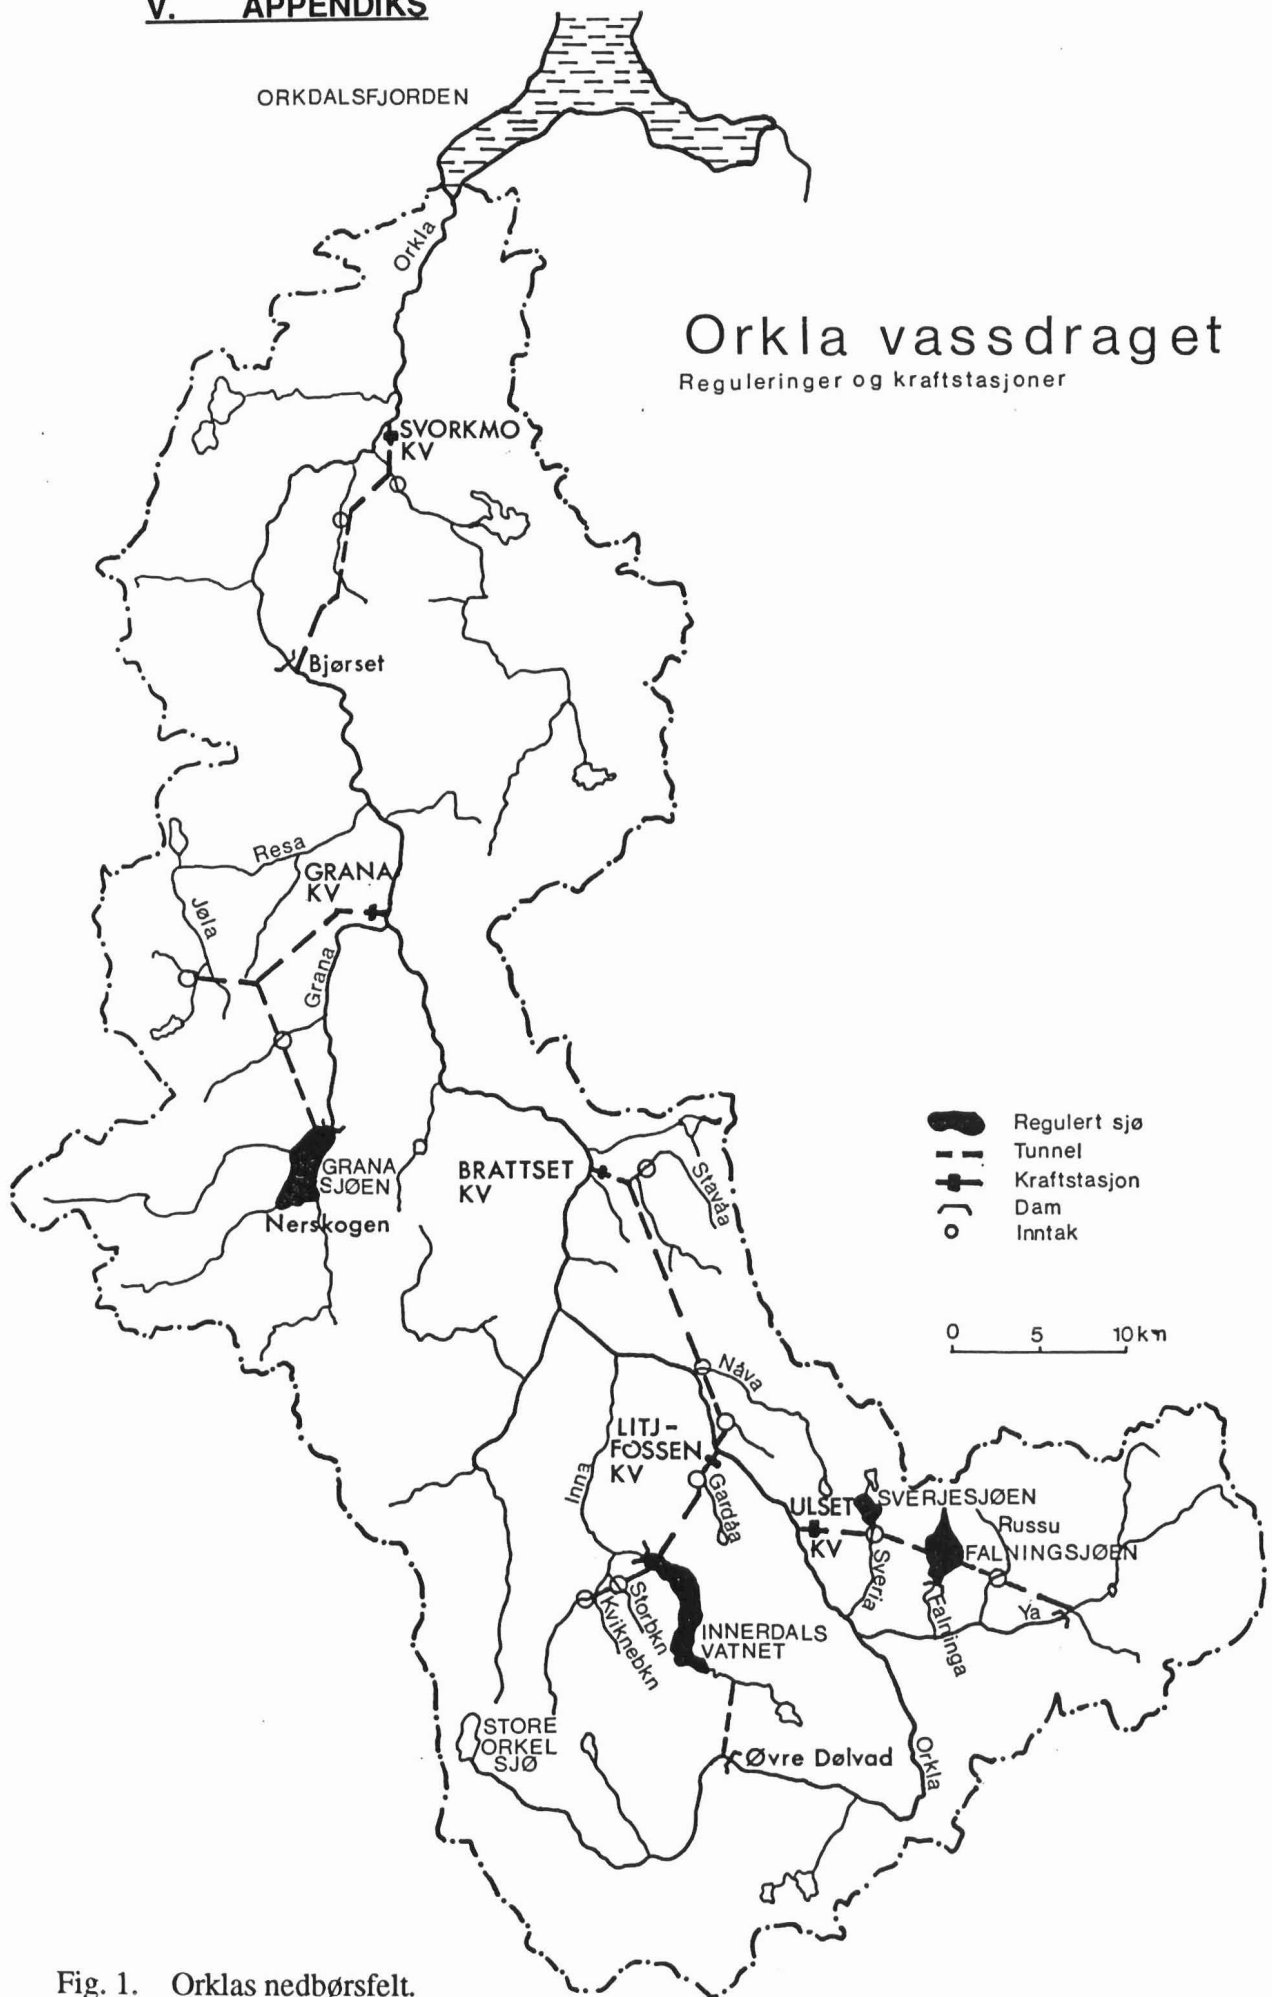 V. APPENDIKS
ORKDALSFJORDEN
Orkla
Orkla vassdraget
Reguleringer og kraftstasjoner
SVORKMO
KV
Bjørset
Resa
GRANA
KV
Jøla
Grana
Regulert sjø
Tunnel
Kraftstasjon
Dam
Inntak
GRANA
SJØEN
Nerskogen
BRATTSET
KV
Stavåa
0 5 10 km
Nåva
LITJ-
FOSSEN
KV
Inna
Gardåa
ULSET
KV
SVERJESJØEN
Russu
FALNINGSJØEN
Sverja
Falninga
Ya
Storbkn
Kviknebkn
INNERDALS
VATNET
STORE
ORKEL
SJØ
Øvre Dølvad
Orkla
Fig. 1. Orklas nedbørsfelt.